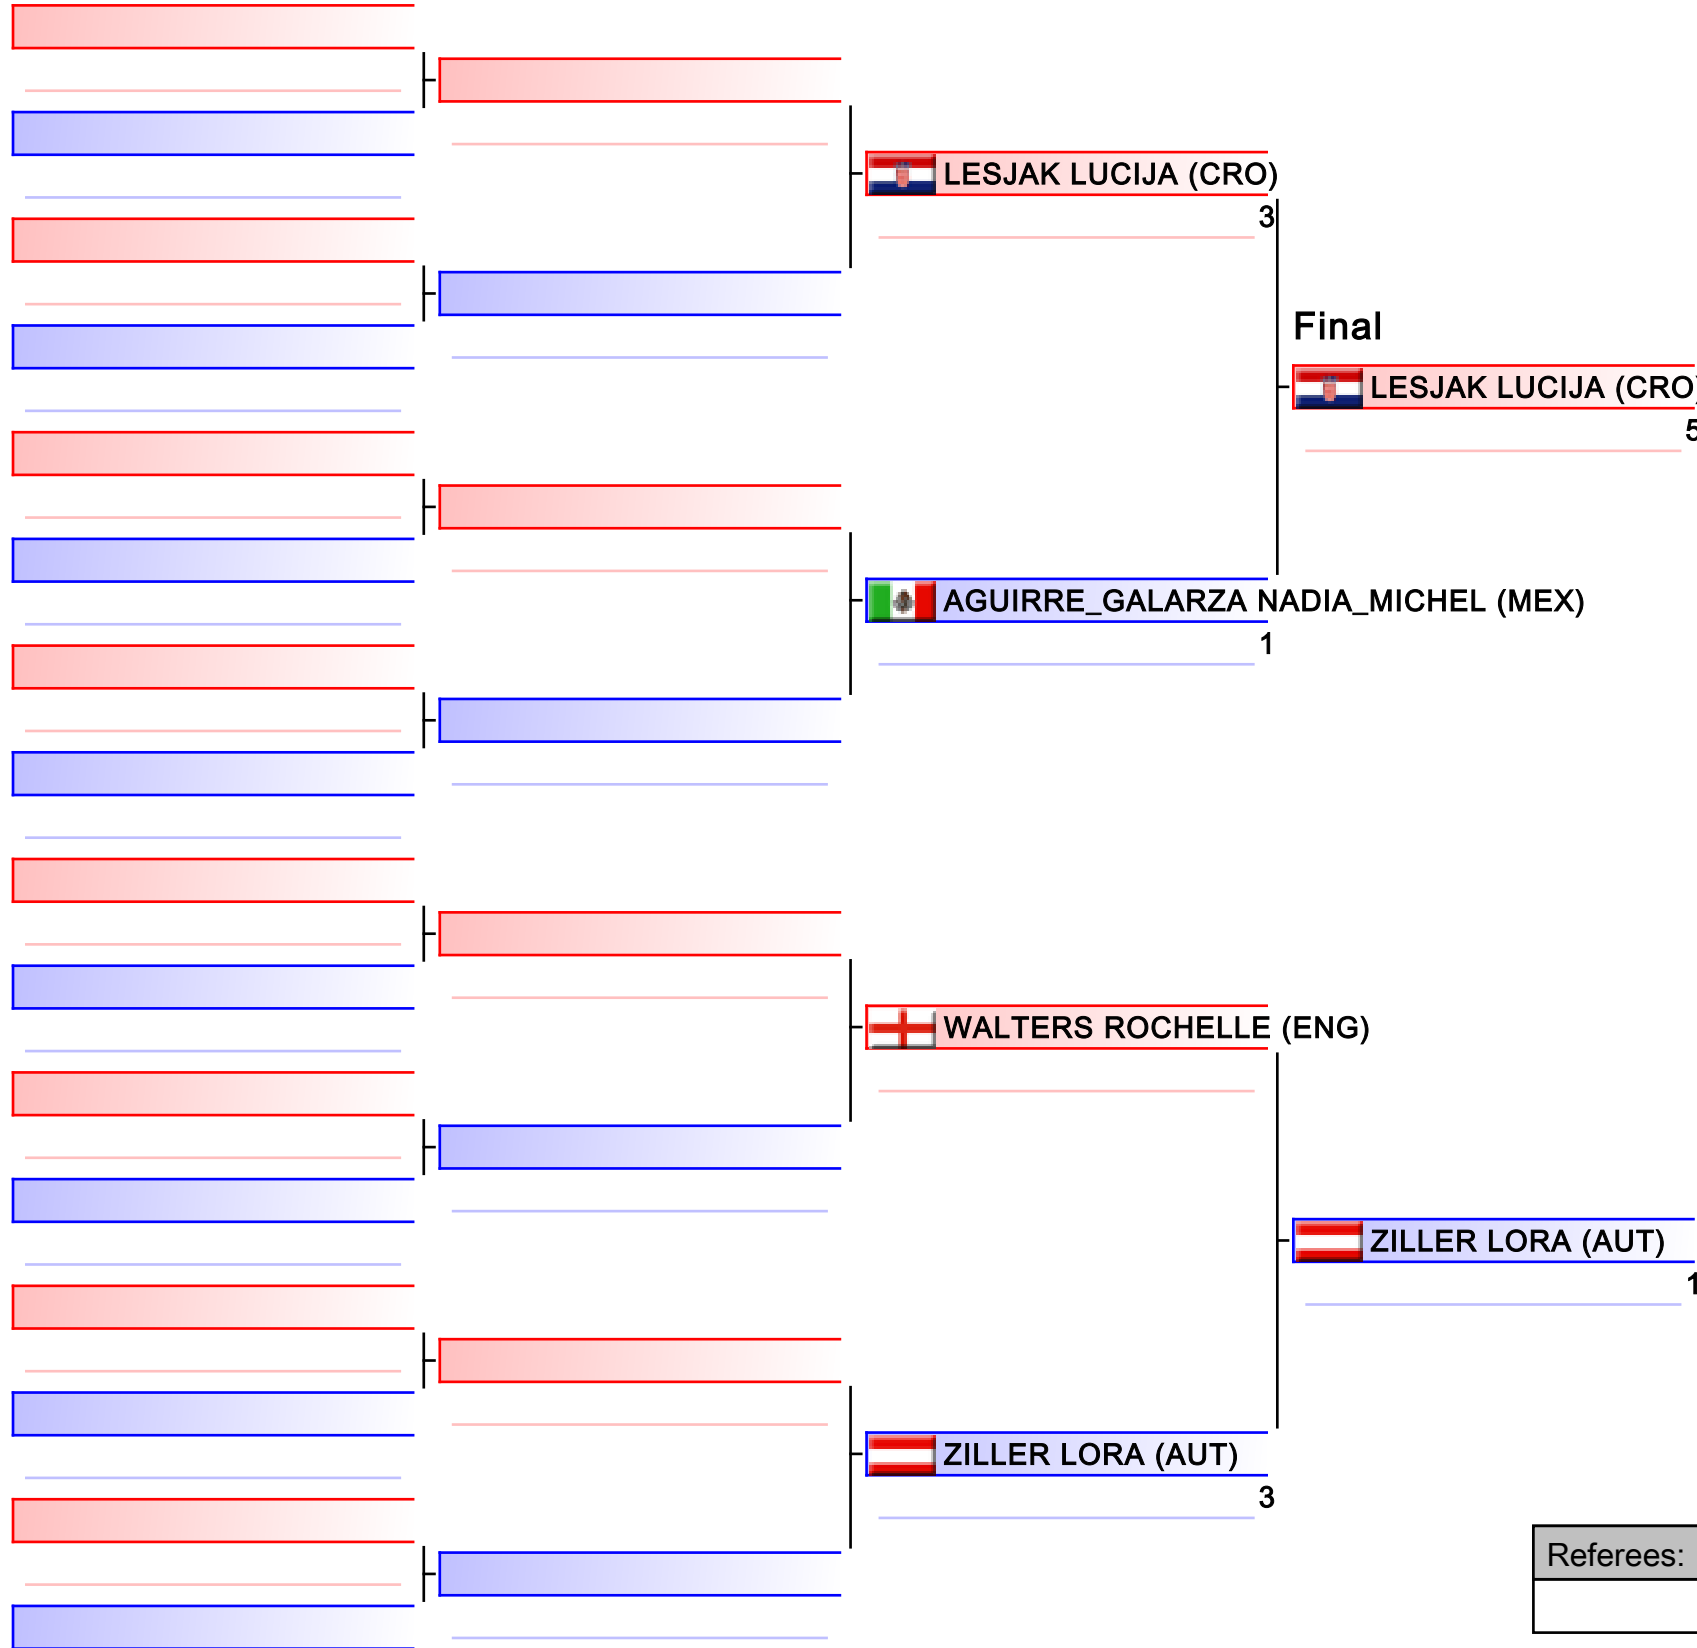 LESJAK LUCIJA (CRO)
3
Final
LESJAK LUCIJA (CRO)
5
AGUIRRE_GALARZA NADIA_MICHEL (MEX)
1
WALTERS ROCHELLE (ENG)
ZILLER LORA (AUT)
1
ZILLER LORA (AUT)
3
Referees: